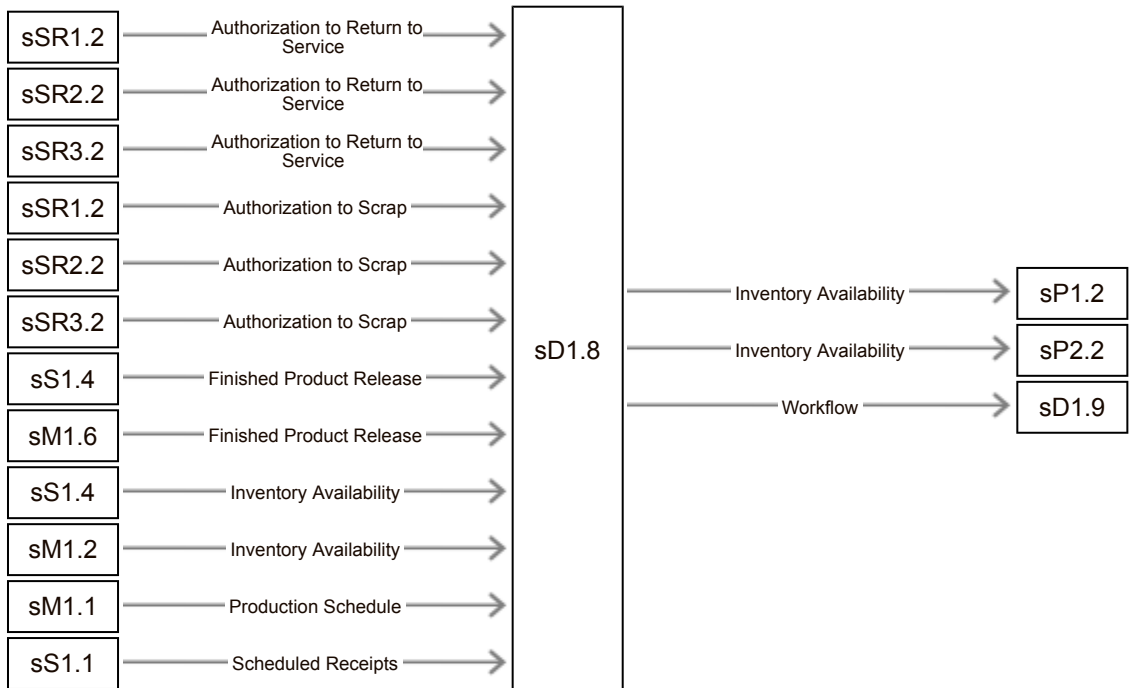 sSR1.2
Authorization to Return to
Service
sSR2.2
Authorization to Return to
Service
sSR3.2
Authorization to Return to
Service
sSR1.2
Authorization to Scrap
sSR2.2
Authorization to Scrap
sSR3.2
Authorization to Scrap
sS1.4
Finished Product Release
sM1.6
Finished Product Release
sS1.4
Inventory Availability
sM1.2
Inventory Availability
sM1.1
Production Schedule
sS1.1
Scheduled Receipts
sD1.8
Inventory Availability
sP1.2
Inventory Availability
sP2.2
Workflow
sD1.9